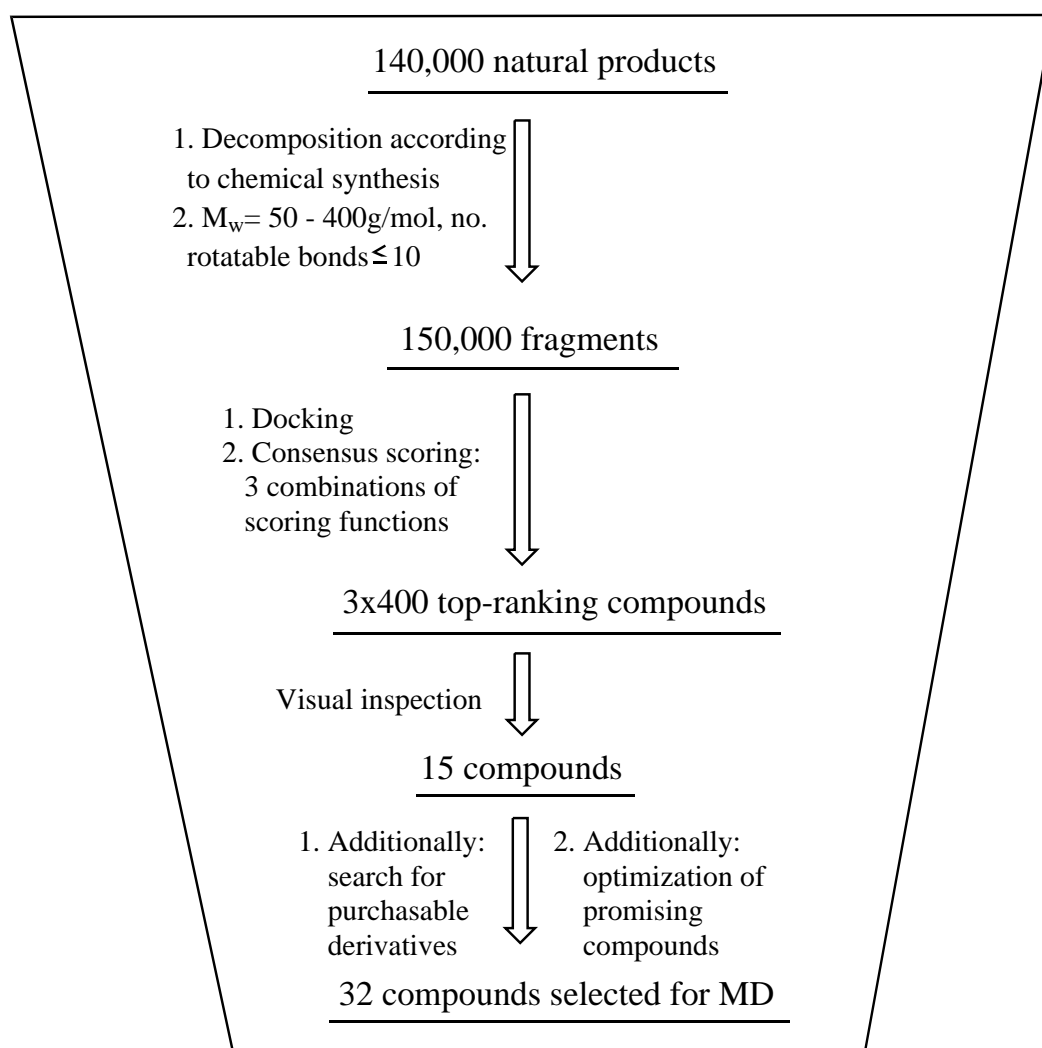 140,000 natural products
1. Decomposition according
to chemical synthesis
2. Mw= 50 - 400g/mol, no.
rotatable bonds ≤ 10
150,000 fragments
1. Docking
2. Consensus scoring:
3 combinations of
scoring functions
3x400 top-ranking compounds
Visual inspection
15 compounds
1. Additionally:
search for
purchasable
derivatives
2. Additionally:
optimization of
promising
compounds
32 compounds selected for MD